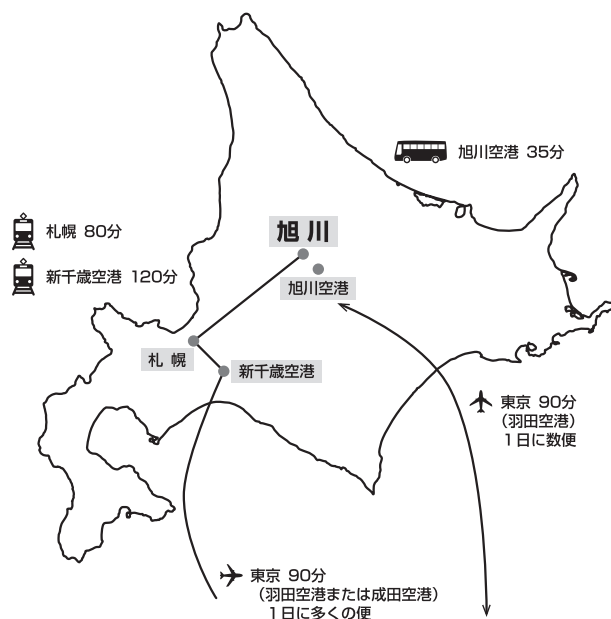 旭川空港 35分
札幌 80分
新千歳空港 120分
旭川
旭川空港
札幌
新千歳空港
東京 90分
（羽田空港）
1日に数便
東京 90分
（羽田空港または成田空港）
1日に多くの便